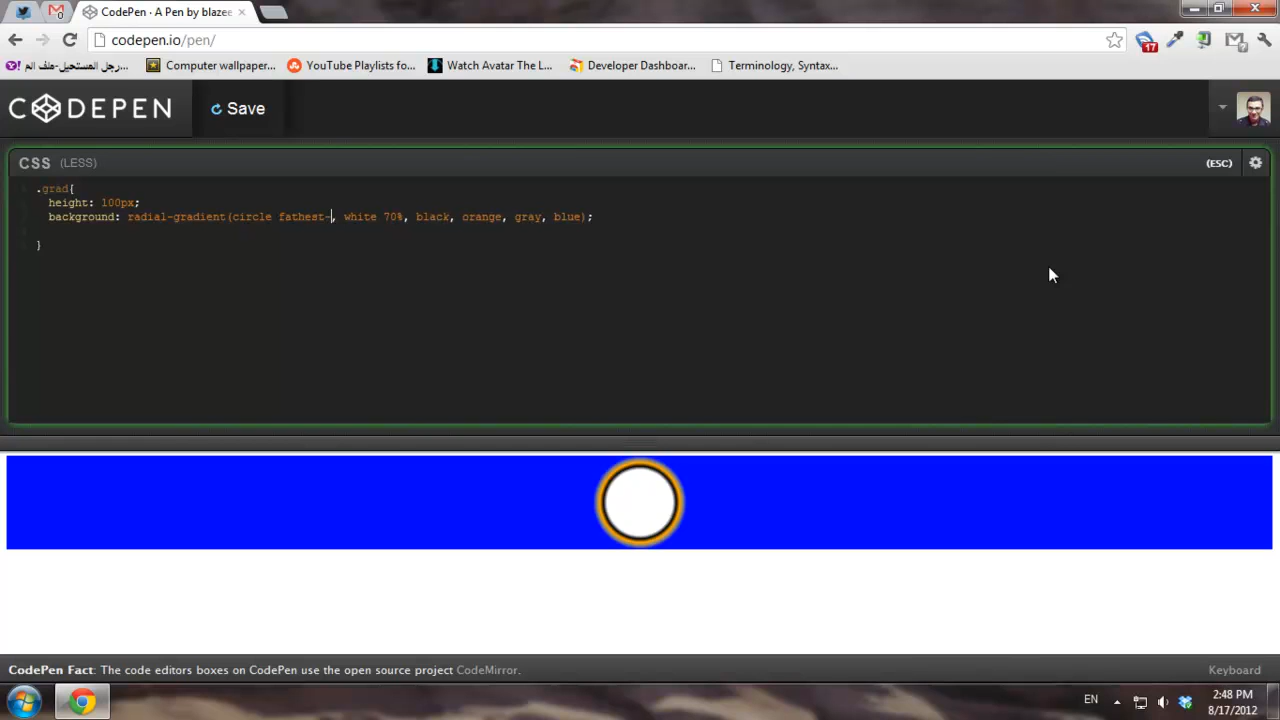 CodePen · A Pen by blaze
codepen.io/pen/
17
رجل المستحيل-ملف الم...
Computer wallpaper...
YouTube Playlists fo...
Watch Avatar The L...
Developer Dashboar...
Terminology, Syntax...
CODEPEN
Save
CSS (LESS)
(ESC)
.grad{
height: 100px;
background: radial-gradient(circle fathest-, white 70%, black, orange, gray, blue);
}
CodePen Fact: The code editors boxes on CodePen use the open source project CodeMirror.
Keyboard
EN
2:48 PM
8/17/2012